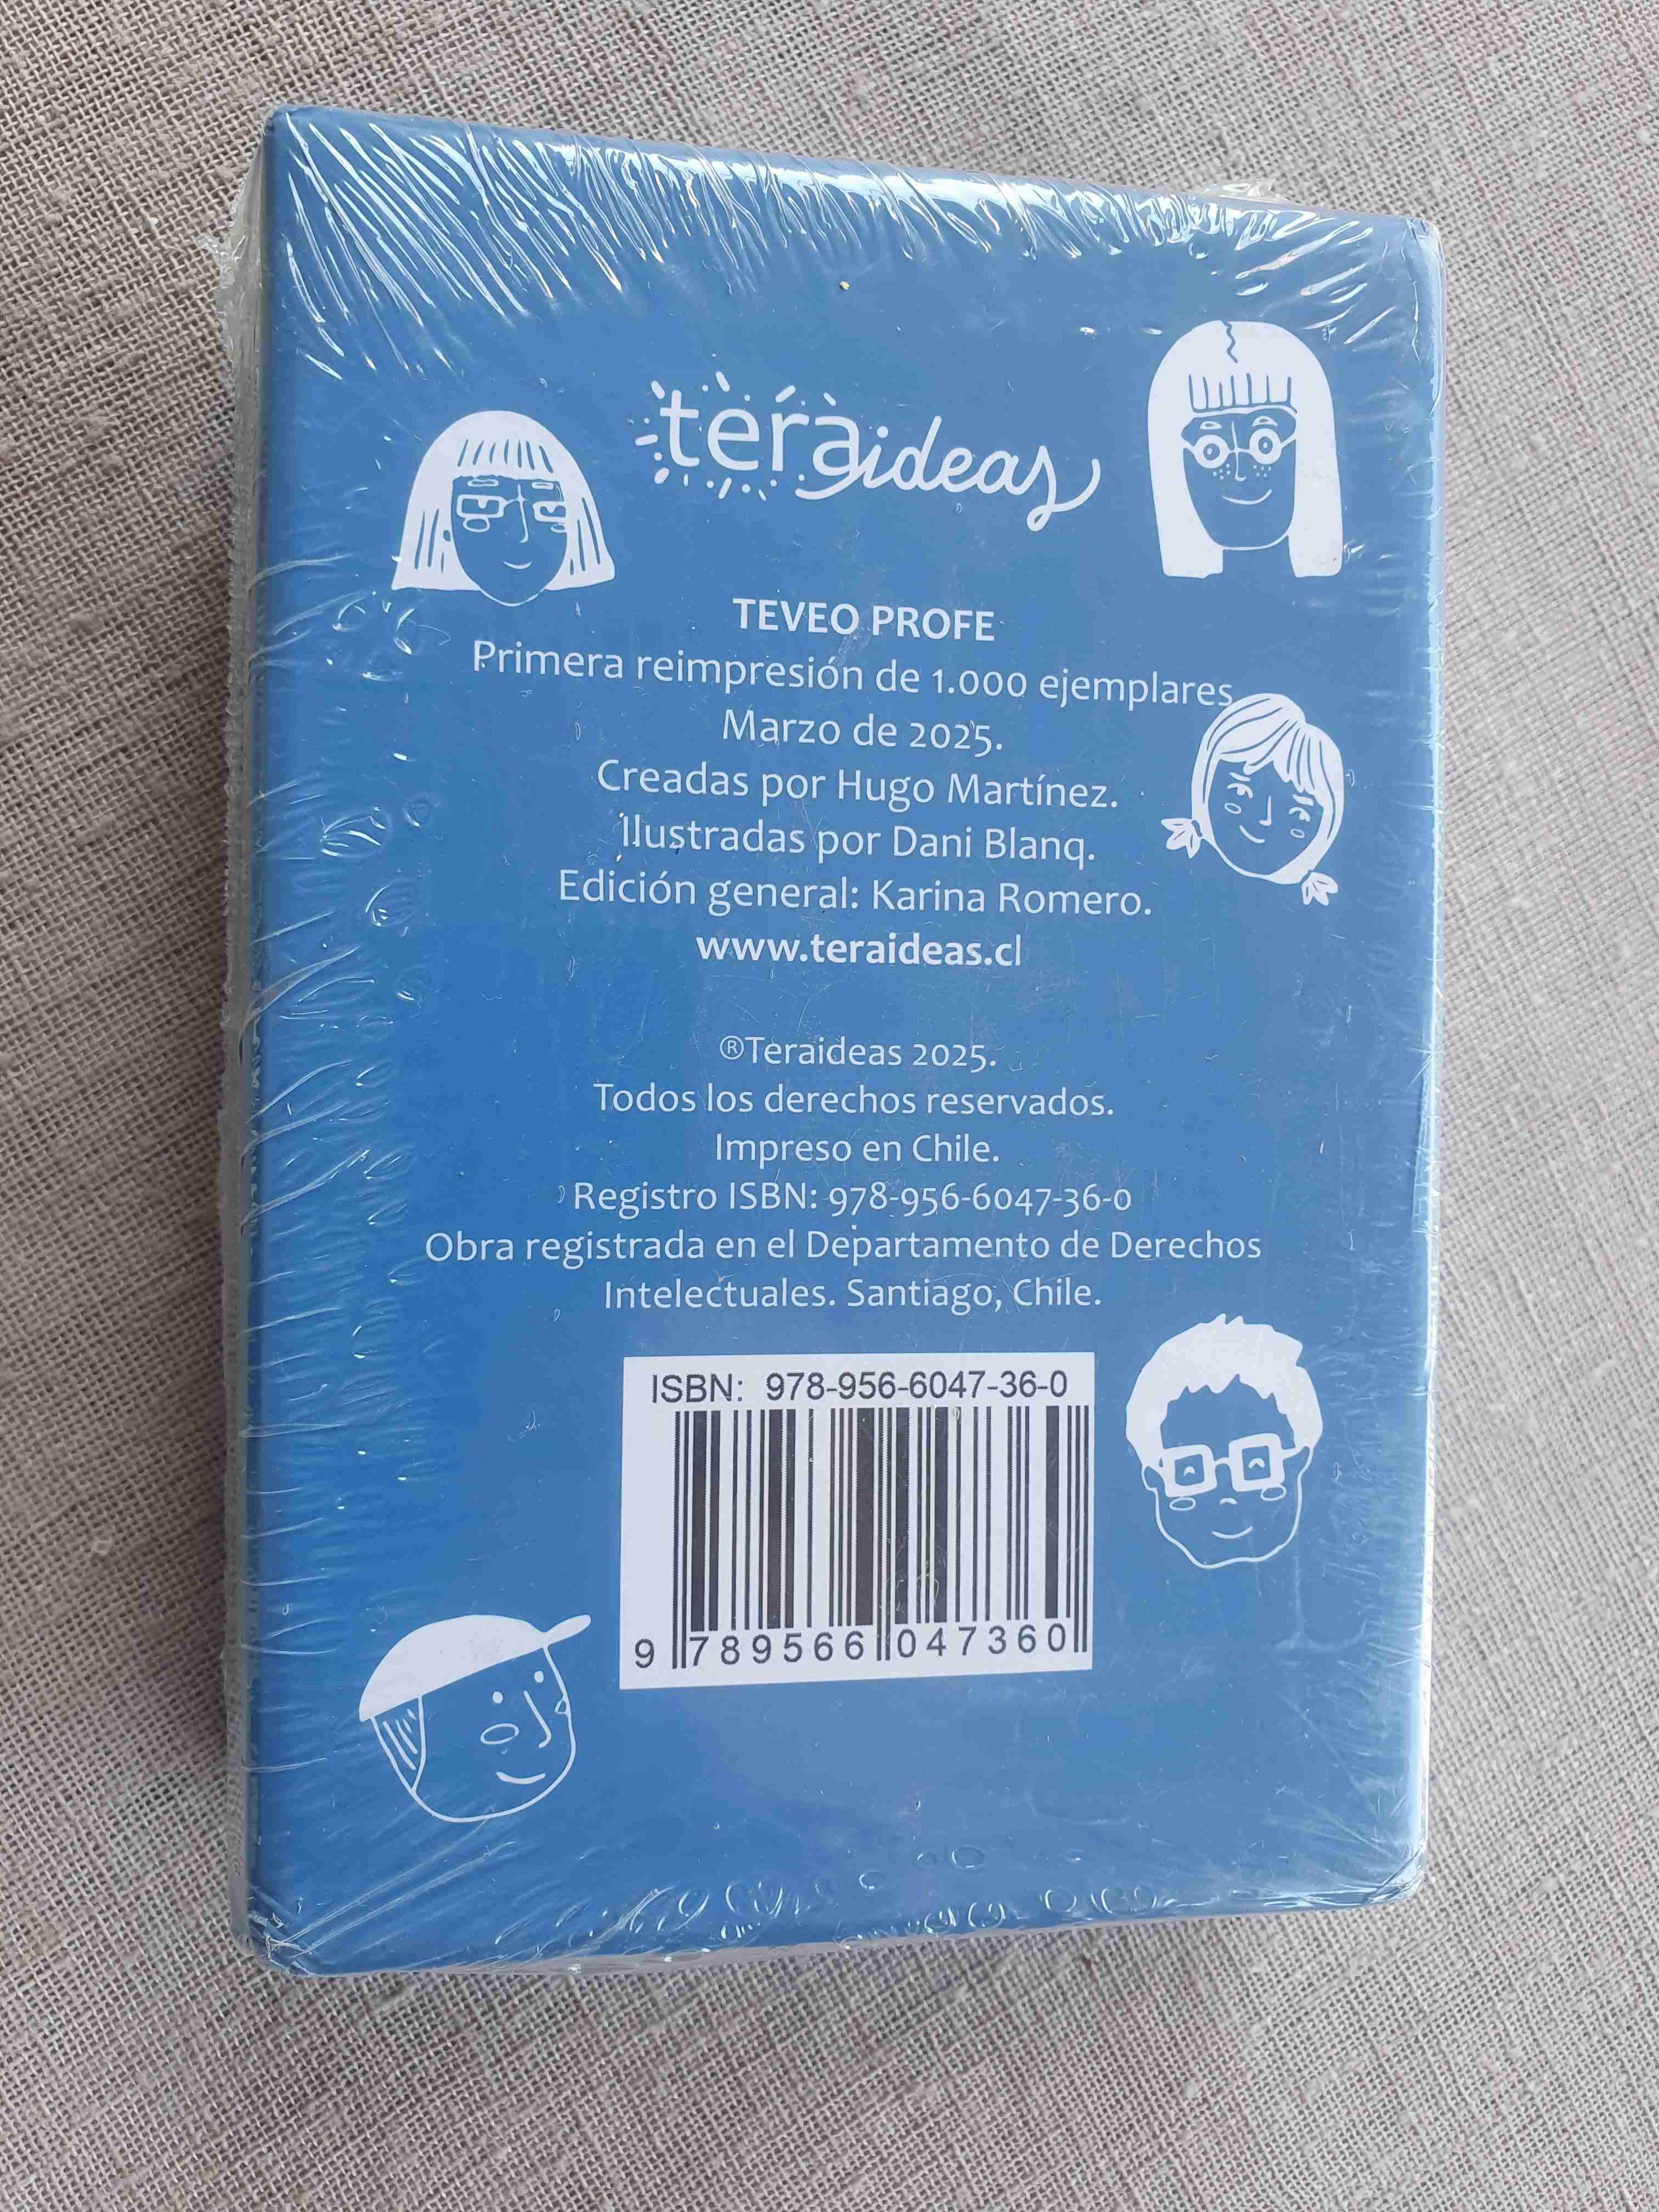 teraideas
TEVEO PROFE
Primera reimpresión de 1.000 ejemplares
Marzo de 2025.
Creadas por Hugo Martínez.
Ilustradas por Dani Blanq.
Edición general: Karina Romero.
www.teraideas.cl
®Teraideas 2025.
Todos los derechos reservados.
Impreso en Chile.
Registro ISBN: 978-956-6047-36-0
Obra registrada en el Departamento de Derechos
Intelectuales. Santiago, Chile.
ISBN: 978-956-6047-36-0
9 789566 047360